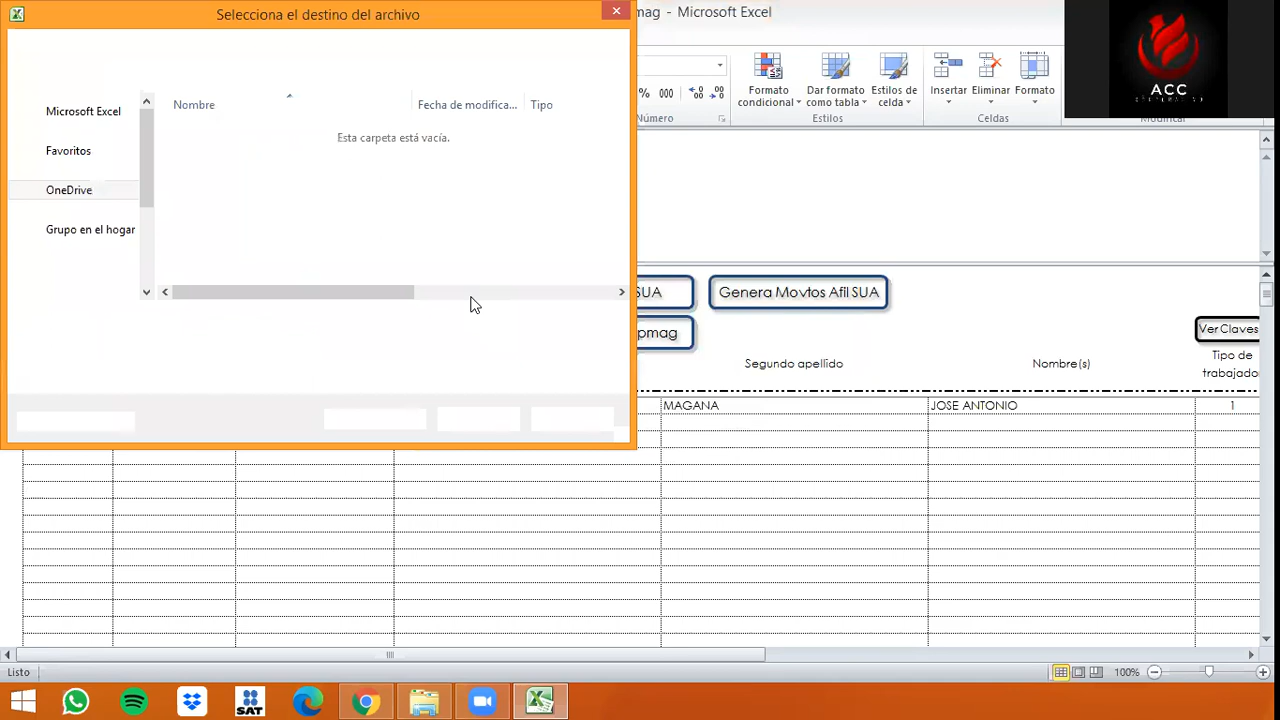 Selecciona el destino del archivo
mag - Microsoft Excel
Nombre
Fecha de modifica...
Tipo
Esta carpeta está vacía.
Microsoft Excel
Favoritos
OneDrive
Grupo en el hogar
% 000
Número
Formato condicional
Dar formato como tabla
Estilos de celda
Estilos
Insertar
Eliminar
Formato
Celdas
Modificar
ACC
SUA
Genera Movtos Afil SUA
pmag
Ver Claves
Segundo apellido
Nombre(s)
Tipo de
trabajado
MAGANA
JOSE ANTONIO
1
Listo
100%
SAT